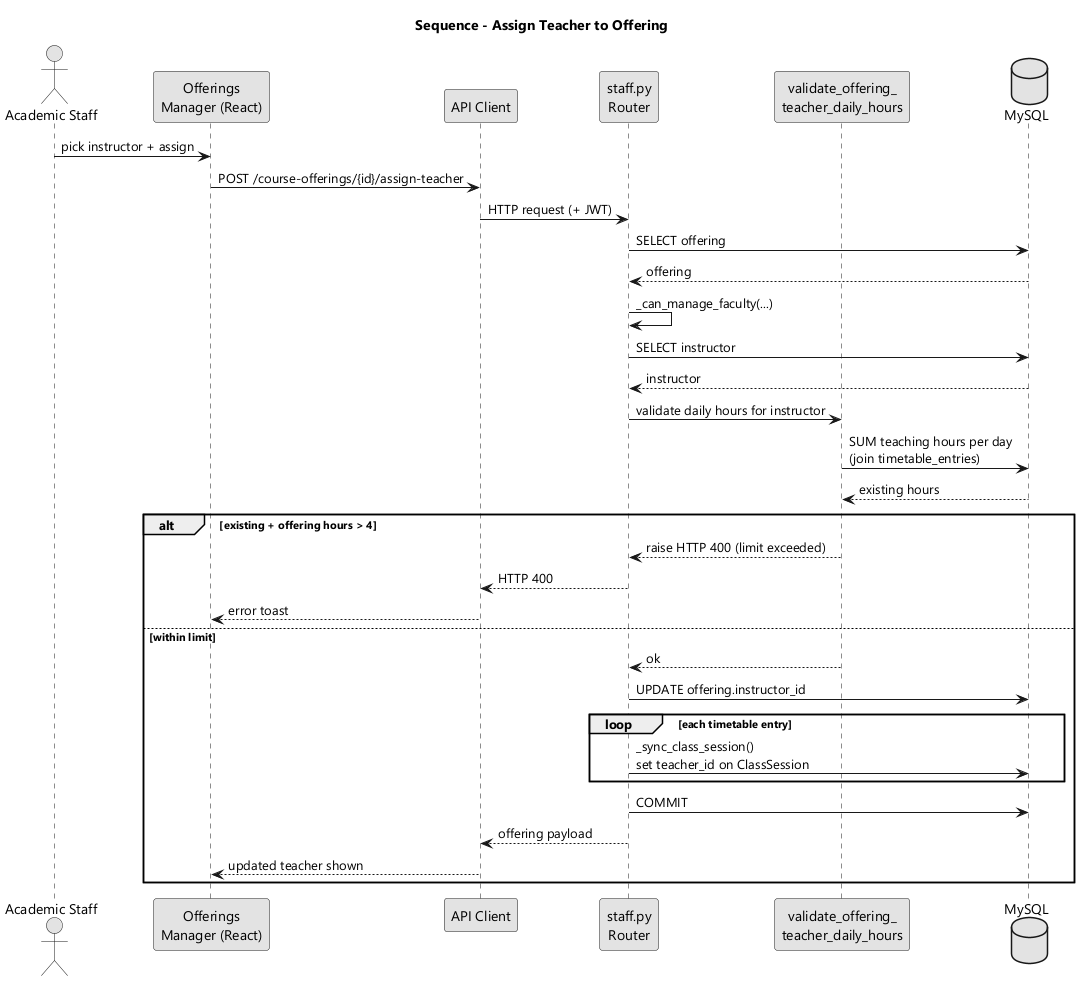 Sequence - Assign Teacher to Offering
Academic Staff
Offerings
Manager (React)
API Client
staff.py
Router
validate_offering_
teacher_daily_hours
MySQL
pick instructor + assign
POST /course-offerings/{id}/assign-teacher
HTTP request (+ JWT)
SELECT offering
offering
_can_manage_faculty(...)
SELECT instructor
instructor
validate daily hours for instructor
SUM teaching hours per day
(join timetable_entries)
existing hours
alt [existing + offering hours > 4]
raise HTTP 400 (limit exceeded)
HTTP 400
error toast
[within limit]
ok
UPDATE offering.instructor_id
loop [each timetable entry]
_sync_class_session()
set teacher_id on ClassSession
COMMIT
offering payload
updated teacher shown
Academic Staff
Offerings
Manager (React)
API Client
staff.py
Router
validate_offering_
teacher_daily_hours
MySQL